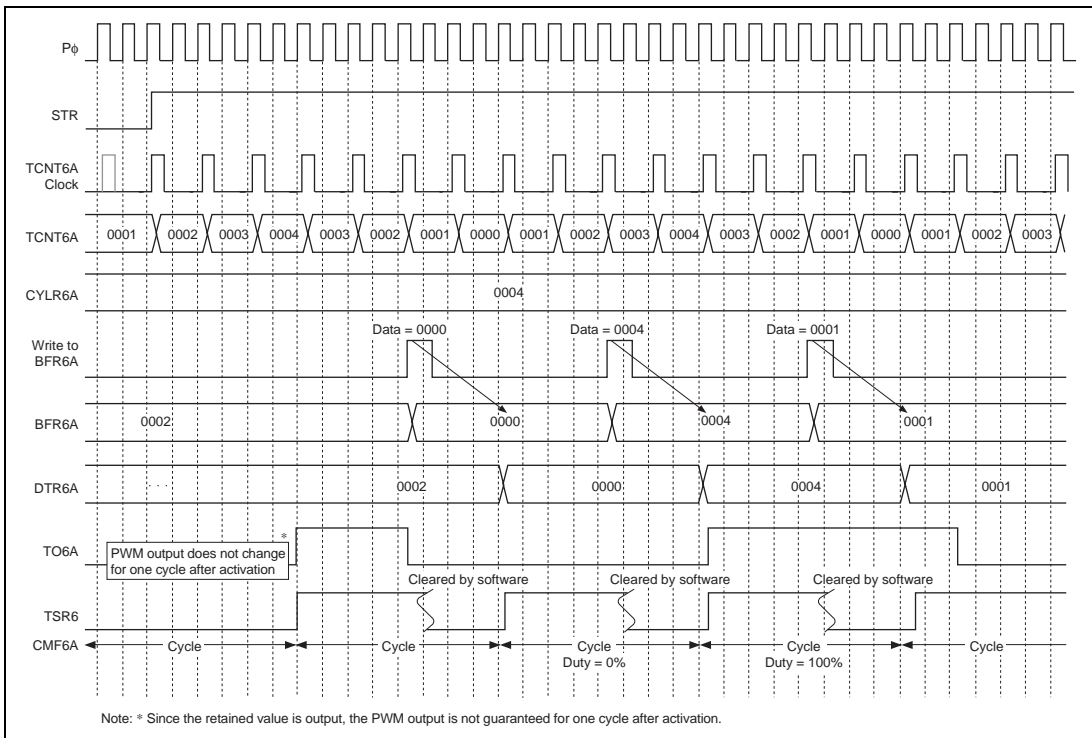 Pϕ
STR
TCNT6A
Clock
TCNT6A
0001 0002 0003 0004 0003 0002 0001 0000 0001 0002 0003 0004 0003 0002 0001 0000 0001 0002 0003
CYLR6A
0004
Data = 0000 Data = 0004 Data = 0001
Write to
BFR6A
BFR6A
0002 0000 0004 0001
DTR6A
· · · 0002 0000 0004 0001
TO6A
*
PWM output does not change
for one cycle after activation
Cleared by software Cleared by software Cleared by software
TSR6
CMF6A
Cycle Cycle Cycle Cycle Cycle
Duty = 0% Duty = 100%
Note: * Since the retained value is output, the PWM output is not guaranteed for one cycle after activation.